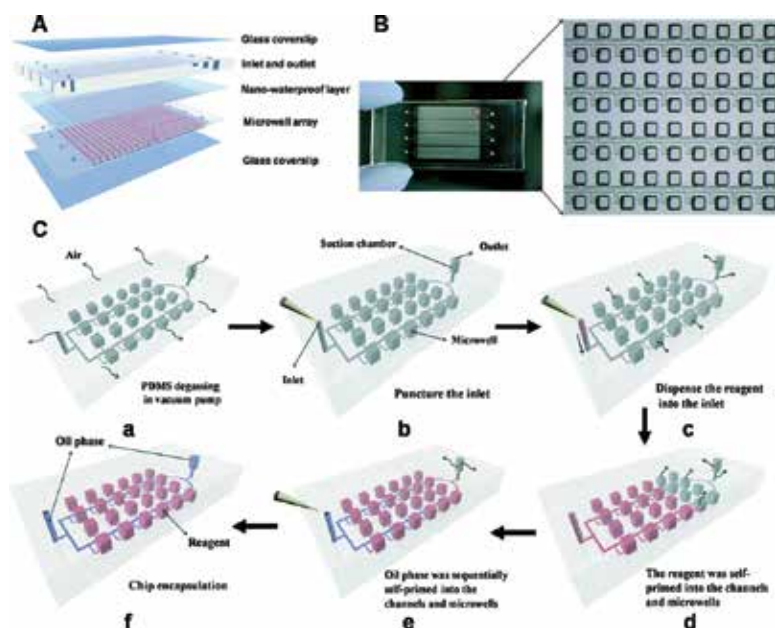 A
Glass coverslip
Inlet and outlet
Nano-waterproof layer
Microwell array
Glass coverslip
B
C
Air
PDMS degassing
in vacuum pump
a
Suction chamber
Outlet
Microwell
Inlet
Puncture the inlet
b
Dispense the reagent
into the inlet
c
Oil phase
Reagent
Chip encapsulation
f
Oil phase was sequentially
self-primed into the
channels and microwells
e
The reagent was self-
primed into the channels
and microwells
d